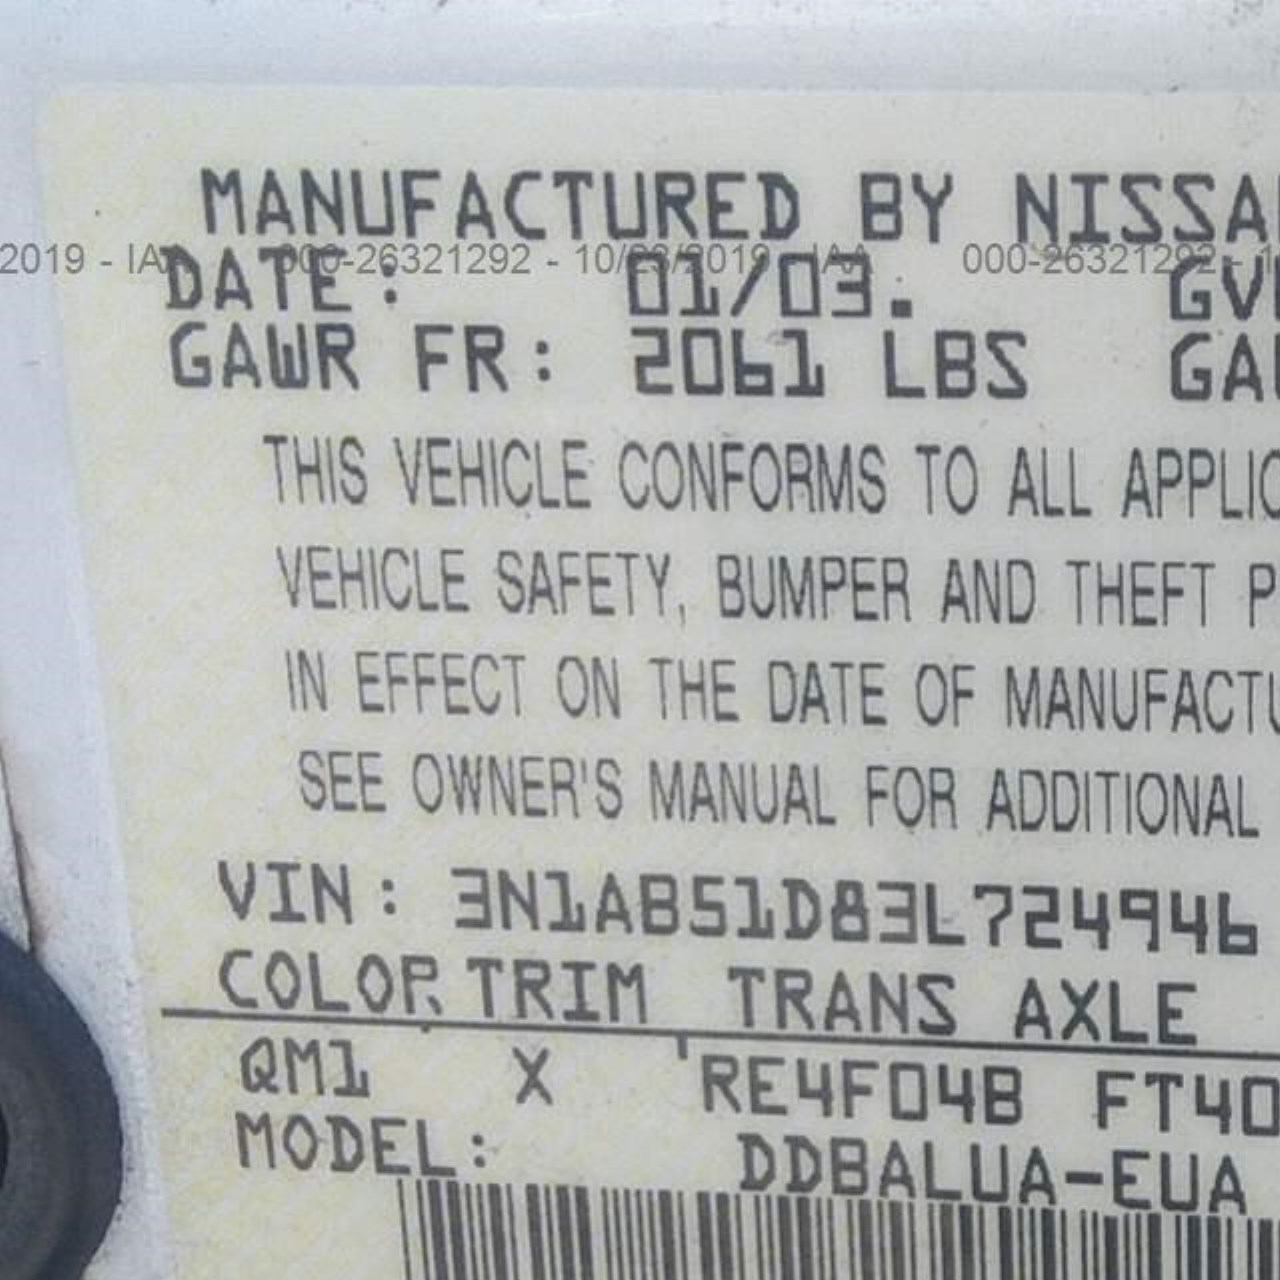 MANUFACTURED BY NISSA
2019 - IAA 000-26321292 - 10/23/2019 - IAA 000-26321292 - 1
DATE: 01/03. GV
GAWR FR: 2061 LBS GA
THIS VEHICLE CONFORMS TO ALL APPLIC
VEHICLE SAFETY, BUMPER AND THEFT P
IN EFFECT ON THE DATE OF MANUFACTU
SEE OWNER'S MANUAL FOR ADDITIONAL
VIN: 3N1AB51D83L724946
COLOR TRIM TRANS AXLE
QM1 X RE4F04B FT40
MODEL: DDBALUA-EUA